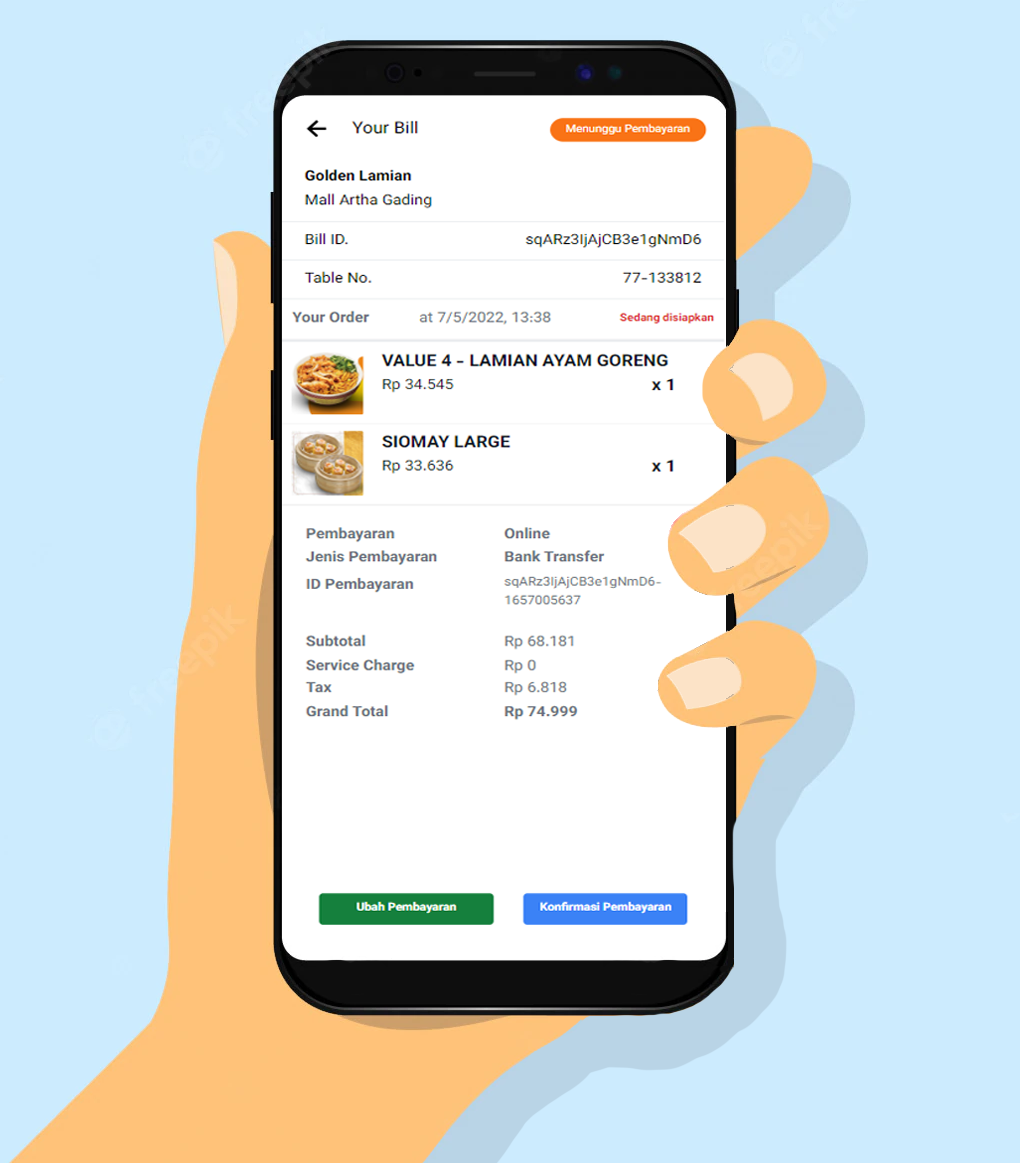 Your Bill
Menunggu Pembayaran
Golden Lamian
Mall Artha Gading
Bill ID. sqARz3IjAjCB3e1gNmD6
Table No. 77-133812
Your Order at 7/5/2022, 13:38 Sedang disiapkan
VALUE 4 - LAMIAN AYAM GORENG
Rp 34.545 x 1
SIOMAY LARGE
Rp 33.636 x 1
Pembayaran Online
Jenis Pembayaran Bank Transfer
ID Pembayaran sqARz3IjAjCB3e1gNmD6-
1657005637
Subtotal Rp 68.181
Service Charge Rp 0
Tax Rp 6.818
Grand Total Rp 74.999
Ubah Pembayaran Konfirmasi Pembayaran
freepik
freepik
freepik